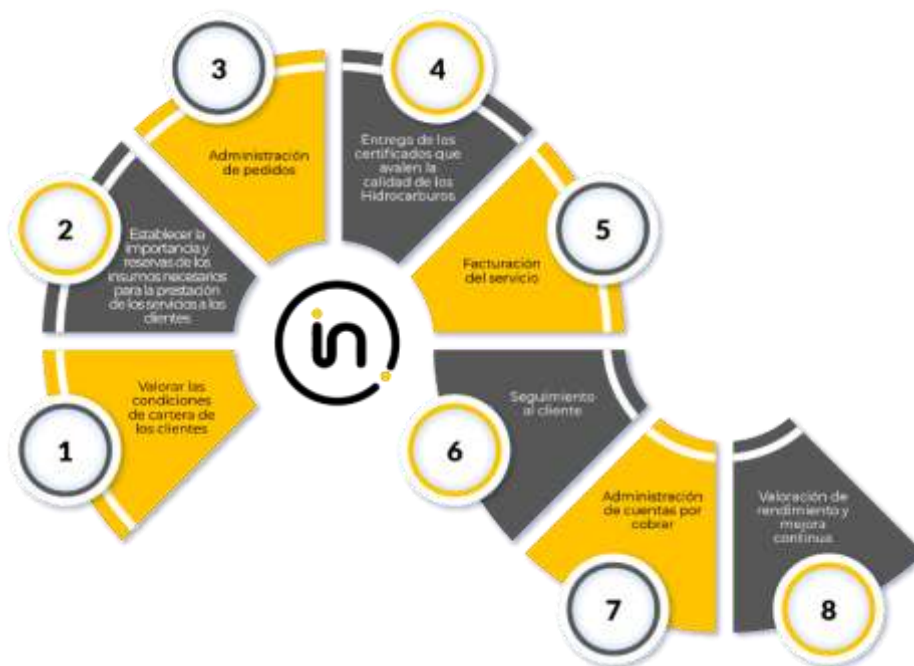 1
Valorar las
condiciones
de cartera de
los clientes
2
Establecer la
importancia y
reservas de los
insumos necesarios
para la prestación
de los servicios a los
clientes
3
Administración
de pedidos
4
Entrega de los
certificados que
avalen la
calidad de los
Hidrocarburos
5
Facturación
del servicio
in
6
Seguimiento
al cliente
7
Administración
de cuentas por
cobrar
8
Valoración de
rendimiento y
mejora
continua